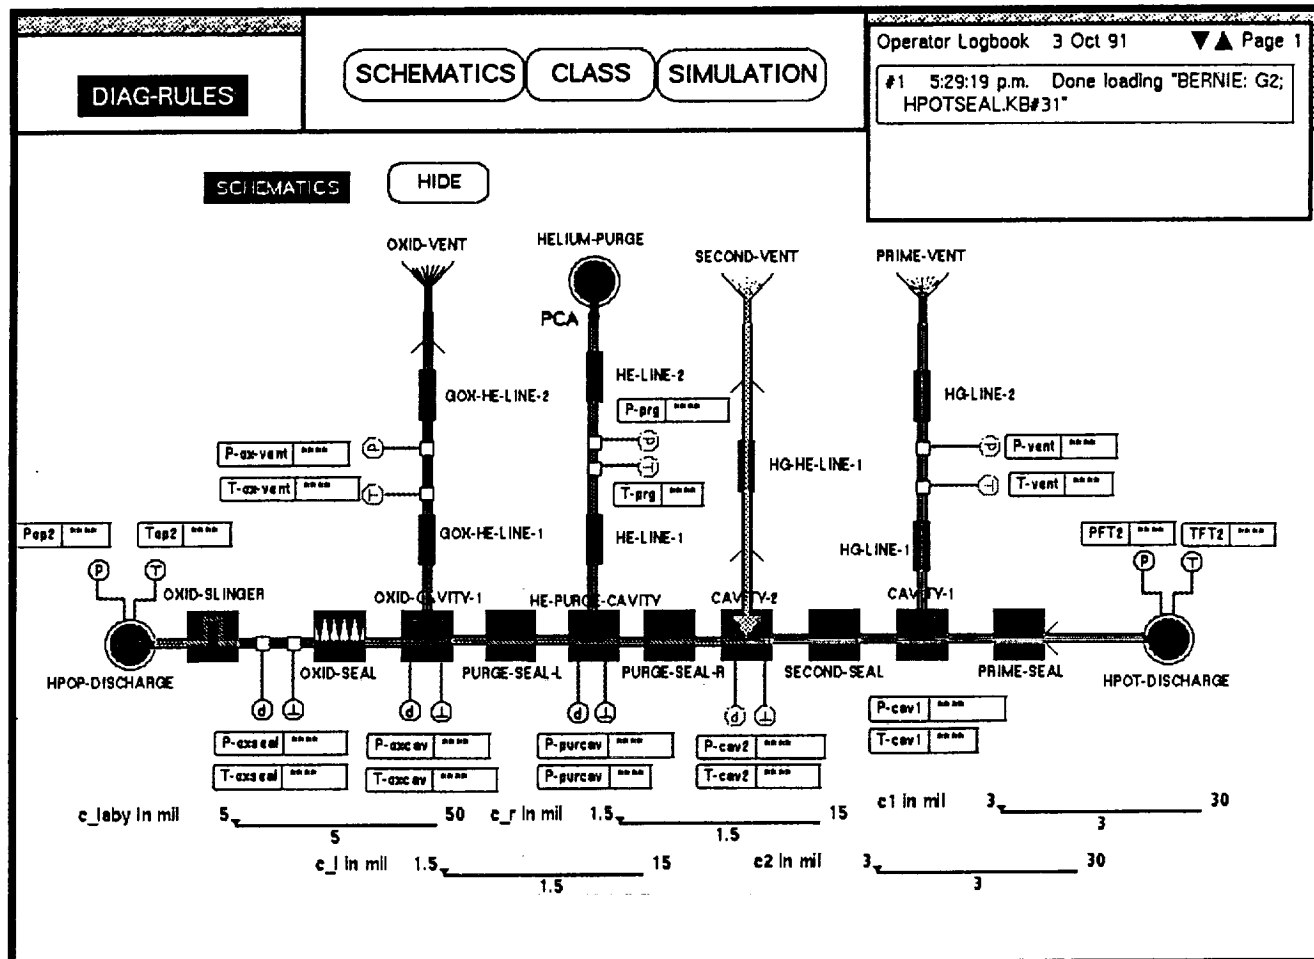 DIAG-RULES
SCHEMATICS CLASS SIMULATION
Operator Logbook 3 Oct 91 ▼▲ Page 1
#1 5:29:19 p.m. Done loading "BERNIE: G2;
HPOTSEAL.KB#31"
SCHEMATICS HIDE
OXID-VENT HELIUM-PURGE SECOND-VENT PRIME-VENT
PCA
GOX-HE-LINE-2 HE-LINE-2 HG-LINE-2
P-prg ****
P-ox-vent **** P HG-HE-LINE-1 P P-vent ****
T-ox-vent **** T T-prg **** T T-vent ****
Pop2 **** Top2 **** GOX-HE-LINE-1 HE-LINE-1 HG-LINE-1 PFT2 **** TFT2 ****
P T P T
OXID-SLINGER OXID-CAVITY-1 HE-PURGE-CAVITY CAVITY-2 CAVITY-1
HPOP-DISCHARGE OXID-SEAL PURGE-SEAL-L PURGE-SEAL-R SECOND-SEAL PRIME-SEAL HPOT-DISCHARGE
P T P T P T P T
P-oxseal **** P-oxcav **** P-purcav **** P-cav2 **** P-cav1 ****
T-oxseal **** T-oxcav **** P-purcav **** T-cav2 **** T-cav1 ****
c_laby in mil 5 50 c_r in mil 1.5 15 c1 in mil 3 30
5 1.5 3
c_l in mil 1.5 15 c2 in mil 3 30
1.5 3